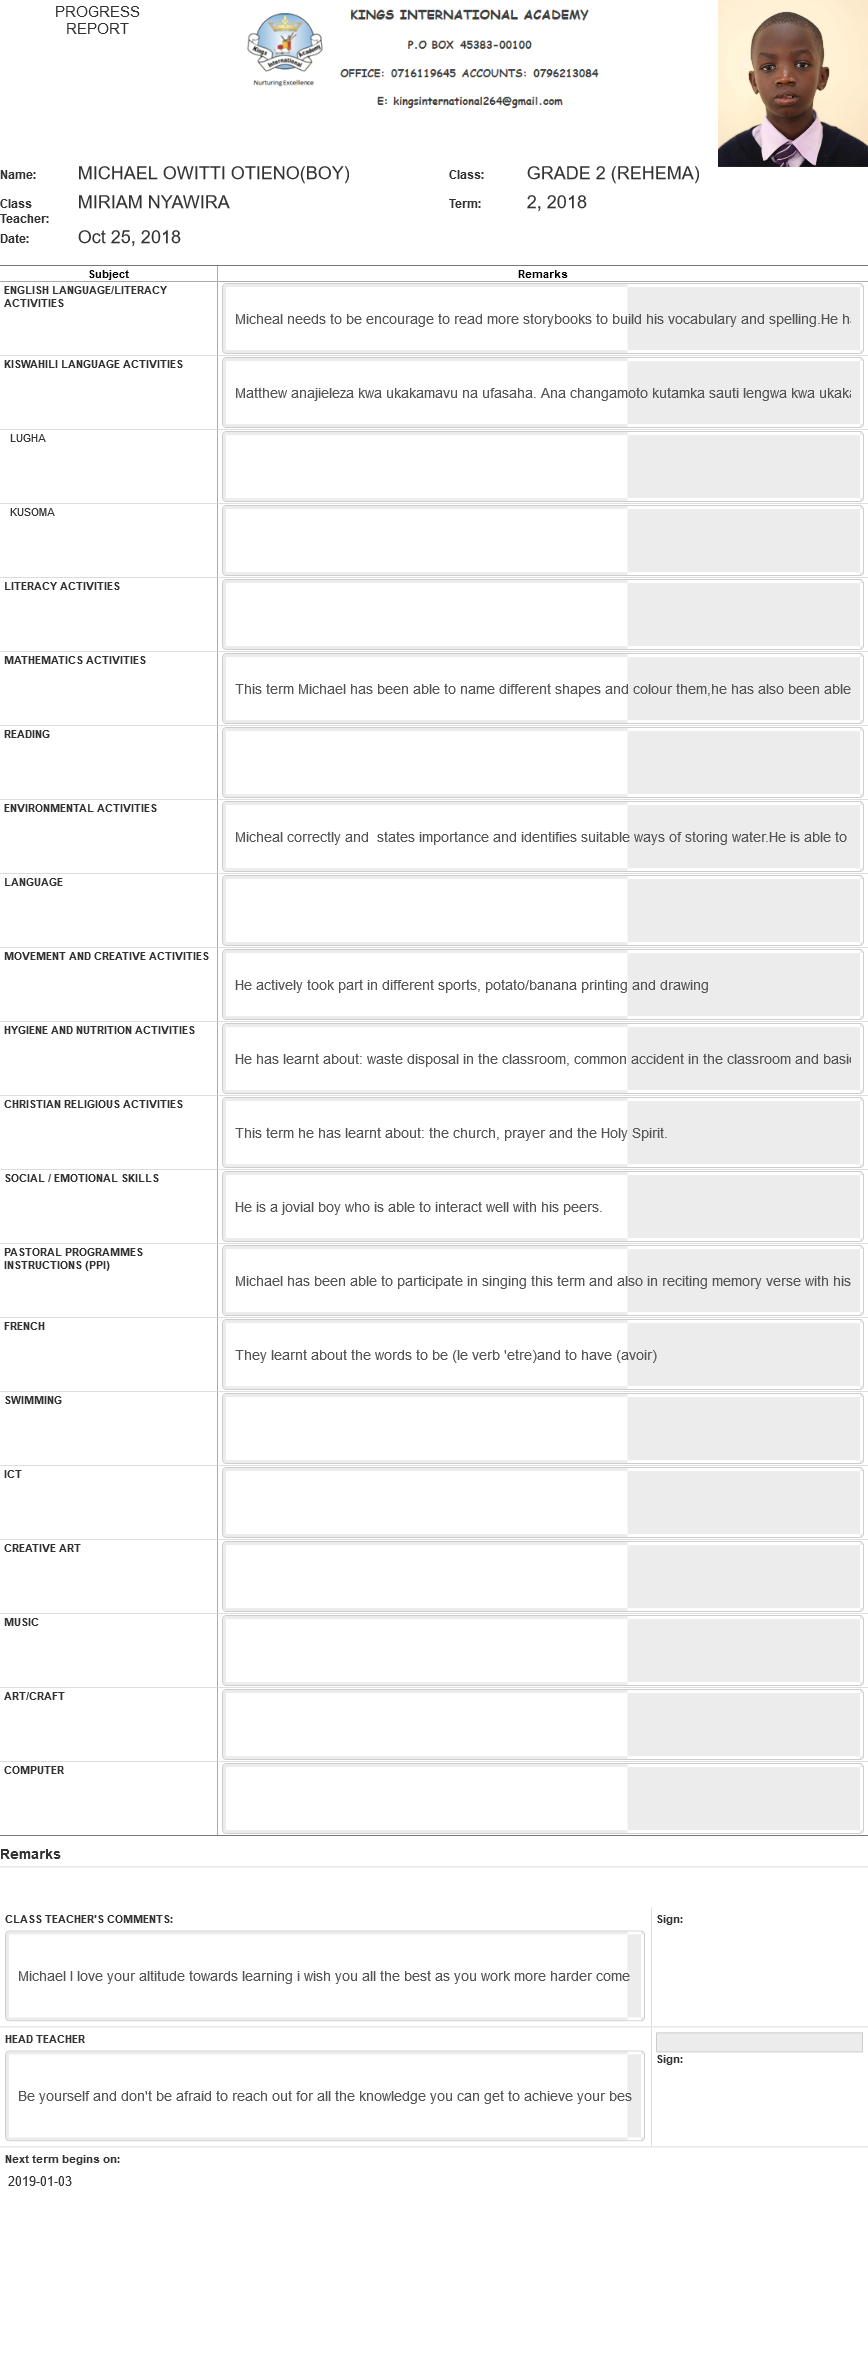 PROGRESS
REPORT
KINGS INTERNATIONAL ACADEMY
P.O BOX 45383-00100
OFFICE: 0716119645 ACCOUNTS: 0796213084
E: kingsinternational264@gmail.com
Kings International Academy
Nurturing Excellence
Name: MICHAEL OWITTI OTIENO(BOY) Class: GRADE 2 (REHEMA)
Class Teacher: MIRIAM NYAWIRA Term: 2, 2018
Date: Oct 25, 2018
Subject Remarks
ENGLISH LANGUAGE/LITERACY
ACTIVITIES
Micheal needs to be encourage to read more storybooks to build his vocabulary and spelling.He h
KISWAHILI LANGUAGE ACTIVITIES
Matthew anajieleza kwa ukakamavu na ufasaha. Ana changamoto kutamka sauti lengwa kwa ukak
LUGHA
KUSOMA
LITERACY ACTIVITIES
MATHEMATICS ACTIVITIES
This term Michael has been able to name different shapes and colour them,he has also been able
READING
ENVIRONMENTAL ACTIVITIES
Micheal correctly and  states importance and identifies suitable ways of storing water.He is able to
LANGUAGE
MOVEMENT AND CREATIVE ACTIVITIES
He actively took part in different sports, potato/banana printing and drawing
HYGIENE AND NUTRITION ACTIVITIES
He has learnt about: waste disposal in the classroom, common accident in the classroom and basi
CHRISTIAN RELIGIOUS ACTIVITIES
This term he has learnt about: the church, prayer and the Holy Spirit.
SOCIAL / EMOTIONAL SKILLS
He is a jovial boy who is able to interact well with his peers.
PASTORAL PROGRAMMES
INSTRUCTIONS (PPI)
Michael has been able to participate in singing this term and also in reciting memory verse with his
FRENCH
They learnt about the words to be (le verb 'etre)and to have (avoir)
SWIMMING
ICT
CREATIVE ART
MUSIC
ART/CRAFT
COMPUTER
Remarks
CLASS TEACHER'S COMMENTS: Sign:
Michael I love your altitude towards learning i wish you all the best as you work more harder come
HEAD TEACHER
Sign:
Be yourself and don't be afraid to reach out for all the knowledge you can get to achieve your bes
Next term begins on:
2019-01-03